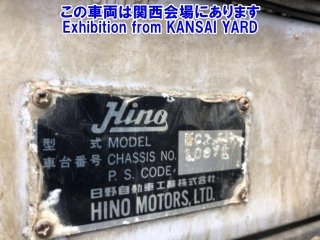 この車両は関西会場にあります
Exhibition from KANSAI YARD
Hino
型 式 MODEL
車台番号 CHASSIS NO.
P. S. CODE
日野自動車工業株式会社
HINO MOTORS, LTD.